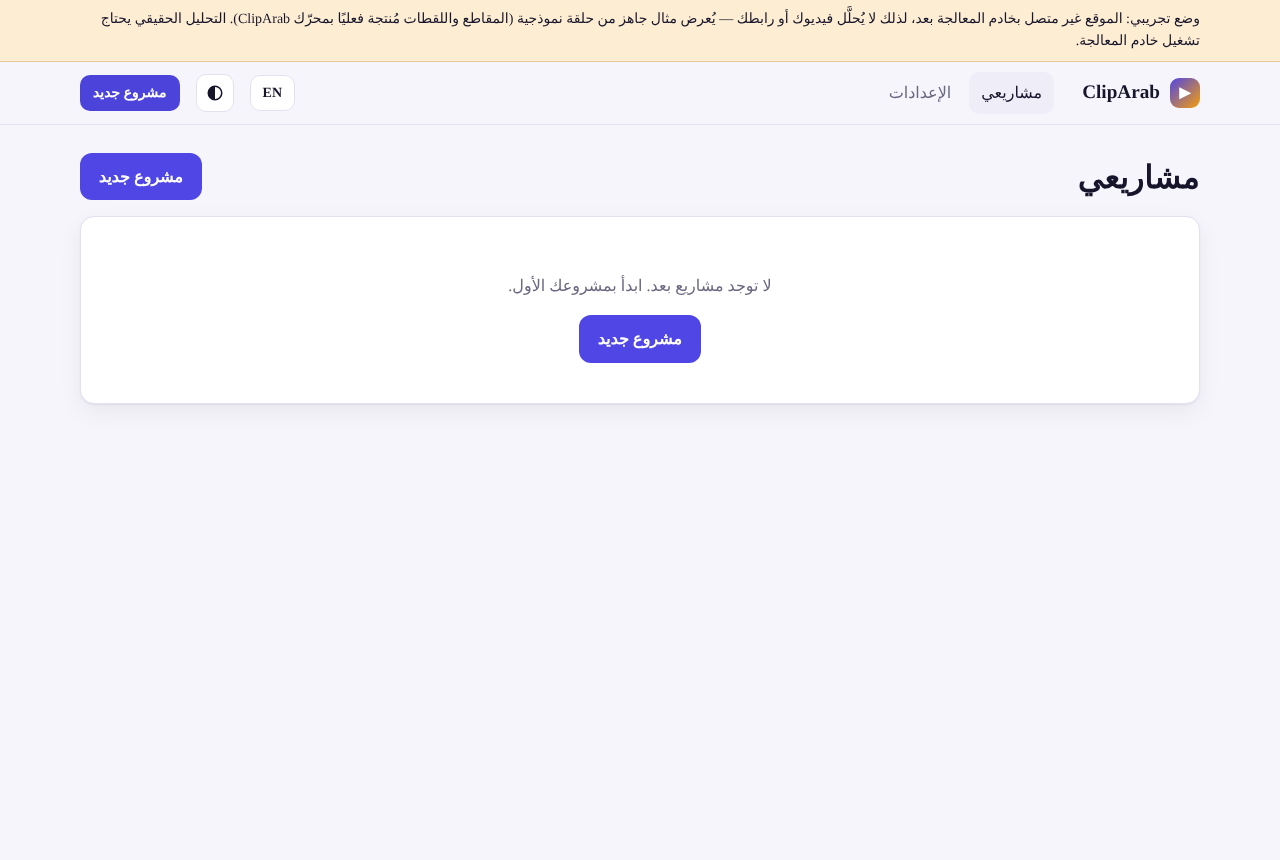 وضع تجريبي: الموقع غير متصل بخادم المعالجة بعد، لذلك لا يُحلَّل فيديوك أو رابطك — يُعرض مثال جاهز من حلقة نموذجية (المقاطع واللقطات مُنتجة فعليًا بمحرّك ClipArab). التحليل الحقيقي يحتاج
تشغيل خادم المعالجة.
ClipArab
مشاريعي
الإعدادات
EN
مشروع جديد
مشاريعي
مشروع جديد
لا توجد مشاريع بعد. ابدأ بمشروعك الأول.
مشروع جديد